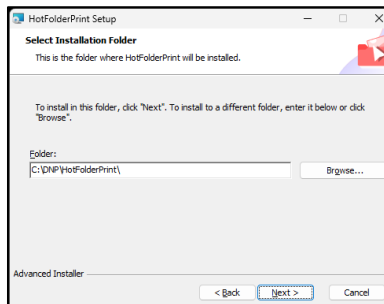 HotFolderPrint Setup
Select Installation Folder
This is the folder where HotFolderPrint will be installed.
To install in this folder, click "Next". To install to a different folder, enter it below or click
"Browse".
Folder:
C:\DNP\HotFolderPrint\
Browse...
Advanced Installer
< Back
Next >
Cancel